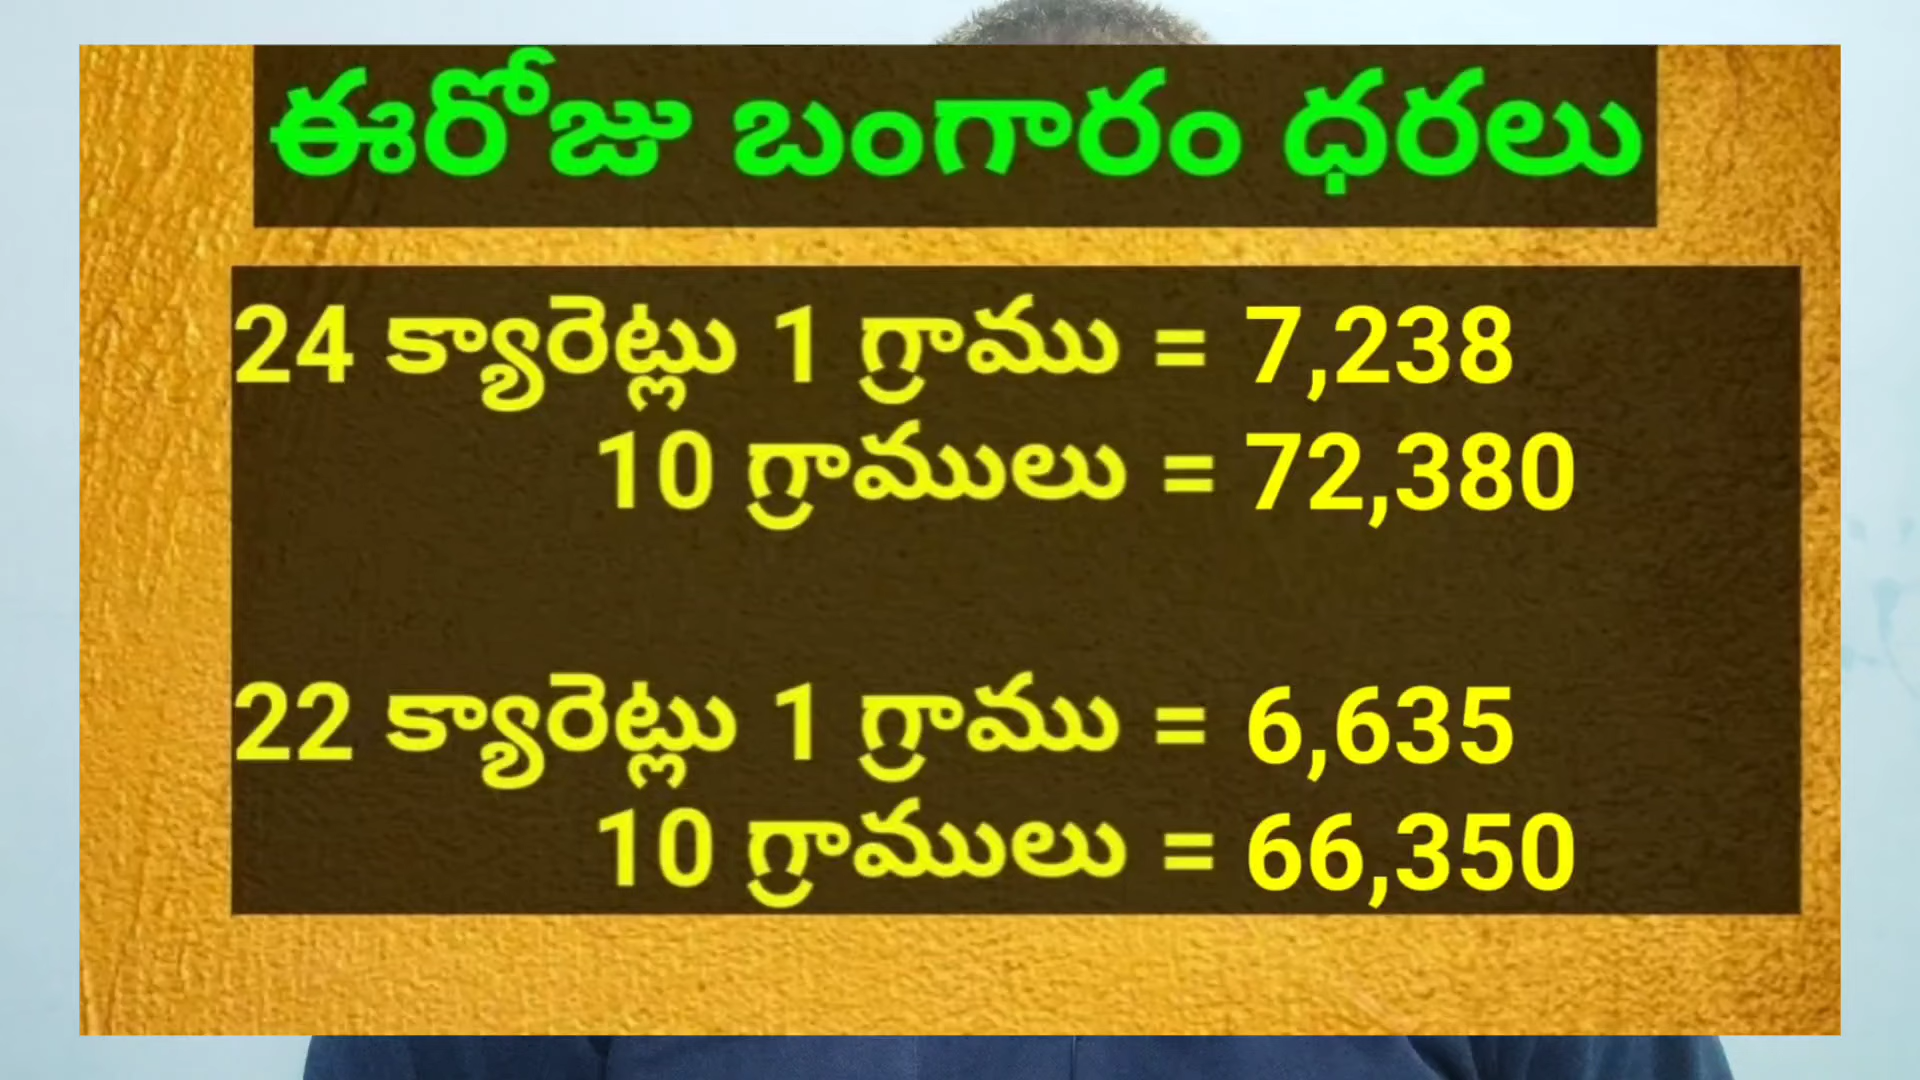 ఈరోజు బంగారం ధరలు
24 క్యారెట్లు 1 గ్రాము = 7,238
10 గ్రాములు = 72,380
22 క్యారెట్లు 1 గ్రాము = 6,635
10 గ్రాములు = 66,350